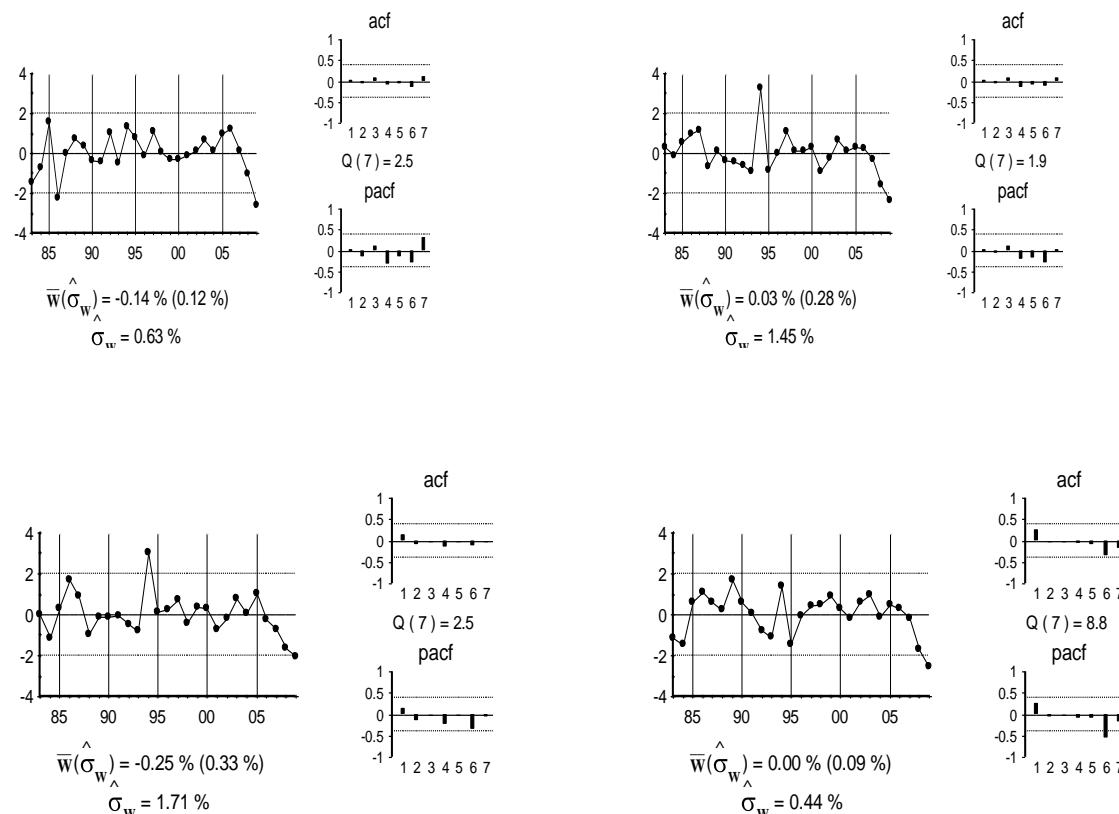 acf
1
0.5
0
-0.5
-1
1 2 3 4 5 6 7
Q ( 7 ) = 2.5
pacf
1
0.5
0
-0.5
-1
1 2 3 4 5 6 7
4
2
0
-2
-4
85 90 95 00 05
w̅(σ̂w̅) = -0.14 % (0.12 %)
σ̂w = 0.63 %
acf
1
0.5
0
-0.5
-1
1 2 3 4 5 6 7
Q ( 7 ) = 1.9
pacf
1
0.5
0
-0.5
-1
1 2 3 4 5 6 7
4
2
0
-2
-4
85 90 95 00 05
w̅(σ̂w̅) = 0.03 % (0.28 %)
σ̂w = 1.45 %
acf
1
0.5
0
-0.5
-1
1 2 3 4 5 6 7
Q ( 7 ) = 2.5
pacf
1
0.5
0
-0.5
-1
1 2 3 4 5 6 7
4
2
0
-2
-4
85 90 95 00 05
w̅(σ̂w̅) = -0.25 % (0.33 %)
σ̂w = 1.71 %
acf
1
0.5
0
-0.5
-1
1 2 3 4 5 6 7
Q ( 7 ) = 8.8
pacf
1
0.5
0
-0.5
-1
1 2 3 4 5 6 7
4
2
0
-2
-4
85 90 95 00 05
w̅(σ̂w̅) = 0.00 % (0.09 %)
σ̂w = 0.44 %